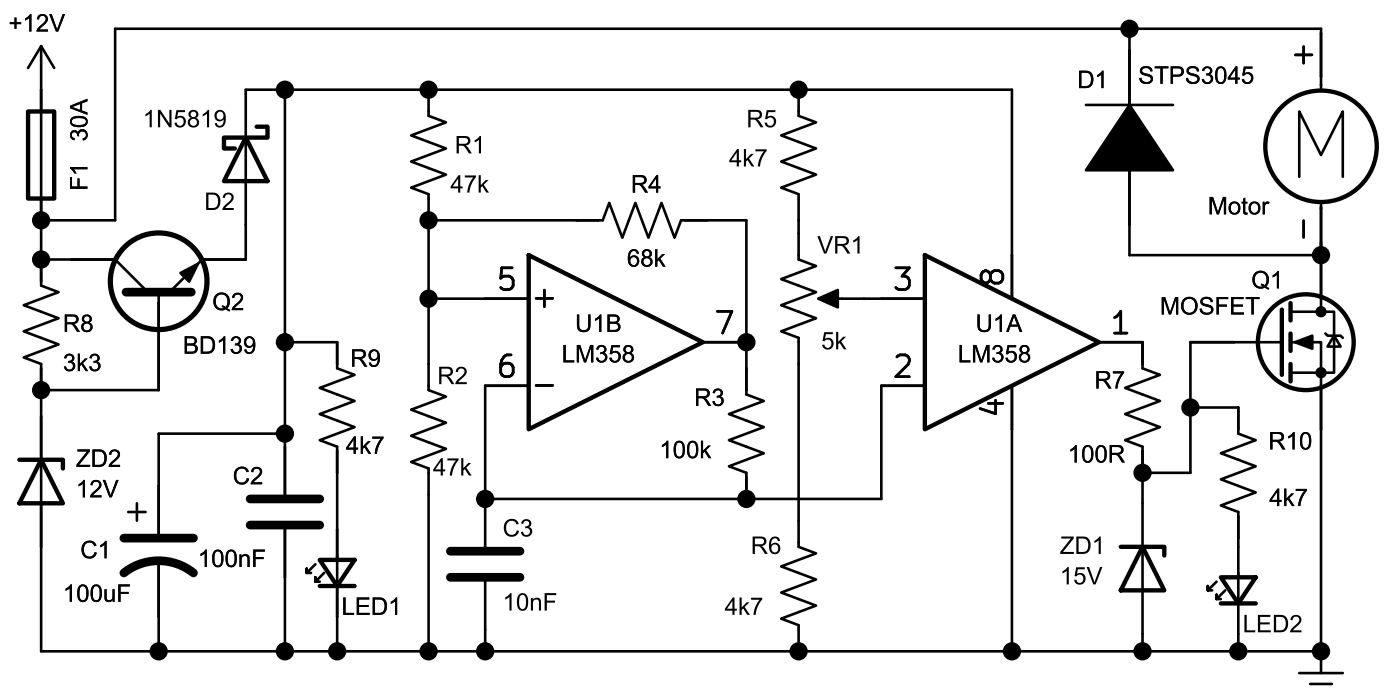 +12V
F1 30A
1N5819
D2
Q2
BD139
R8
3k3
ZD2
12V
+
C1
100uF
C2
100nF
R9
4k7
LED1
R1
47k
R2
47k
R4
68k
5
+
6
−
7
U1B
LM358
R3
100k
C3
10nF
R5
4k7
VR1
5k
R6
4k7
3
2
8
4
1
U1A
LM358
R7
100R
ZD1
15V
R10
4k7
LED2
D1
STPS3045
+
M
Motor
−
Q1
MOSFET